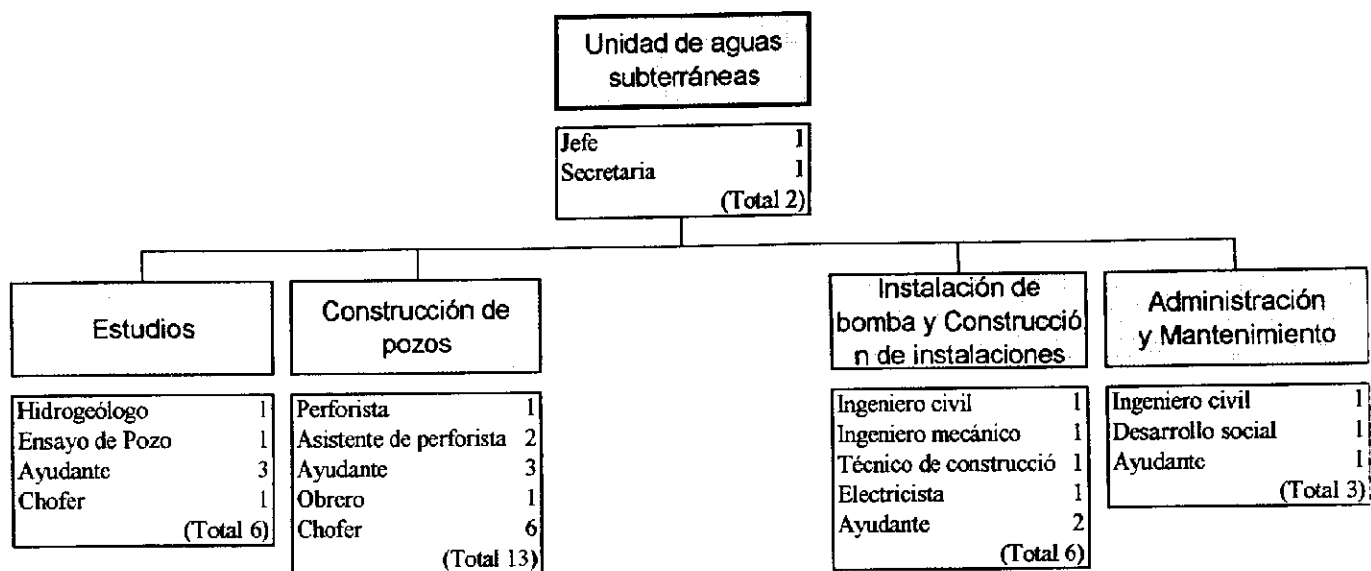 Unidad de aguas
subterráneas
Jefe 1
Secretaria 1
(Total 2)
Estudios
Hidrogeólogo 1
Ensayo de Pozo 1
Ayudante 3
Chofer 1
(Total 6)
Construcción de
pozos
Perforista 1
Asistente de perforista 2
Ayudante 3
Obrero 1
Chofer 6
(Total 13)
Instalación de
bomba y Construcció
n de instalaciones
Ingeniero civil 1
Ingeniero mecánico 1
Técnico de construcció 1
Electricista 1
Ayudante 2
(Total 6)
Administración
y Mantenimiento
Ingeniero civil 1
Desarrollo social 1
Ayudante 1
(Total 3)